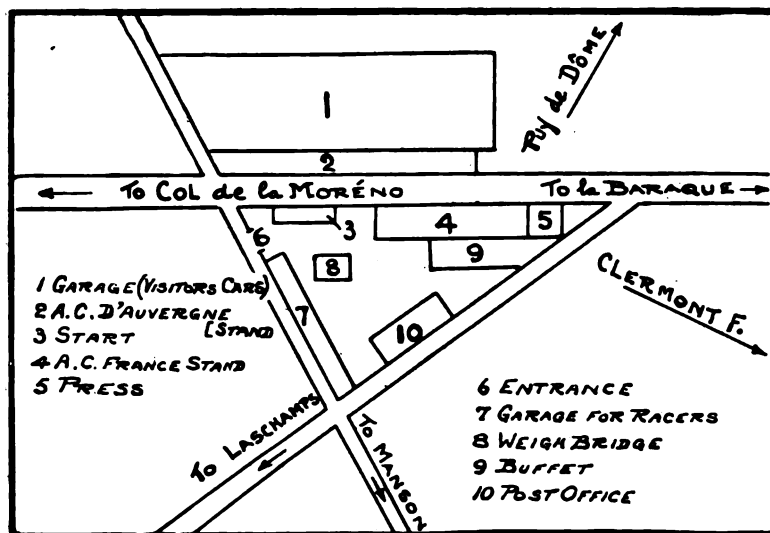 1
PUY de DÔME
2
TO COL de la MORÉNO
TO la BARAQUE
3
4
5
6
9
8
7
10
CLERMONT F.
1 GARAGE (VISITORS CARS)
2 A.C. D'AUVERGNE
[STAND
3 START
4 A.C. FRANCE STAND
5 PRESS
6 ENTRANCE
7 GARAGE FOR RACERS
8 WEIGH BRIDGE
9 BUFFET
10 POST OFFICE
TO LASCHAMPS
TO MANSON